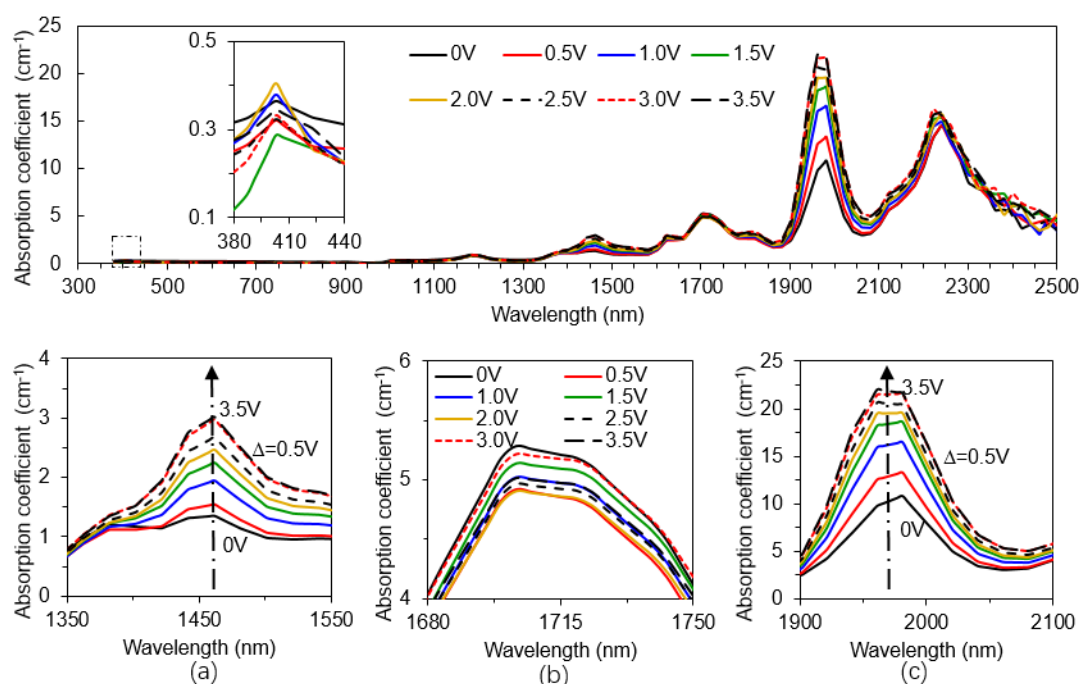 Absorption coefficient (cm⁻¹)
25
20
15
10
5
0
0.5
0.3
0.1
380 410 440
0V 0.5V 1.0V 1.5V
2.0V 2.5V 3.0V 3.5V
300 500 700 900 1100 1300 1500 1700 1900 2100 2300 2500
Wavelength (nm)
Absorption coefficient (cm⁻¹)
4
3
2
1
0
3.5V
Δ=0.5V
0V
1350 1450 1550
Wavelength (nm)
(a)
Absorption coefficient (cm⁻¹)
6
5
4
0V 0.5V
1.0V 1.5V
2.0V 2.5V
3.0V 3.5V
1680 1715 1750
Wavelength (nm)
(b)
Absorption coefficient (cm⁻¹)
25
20
15
10
5
0
3.5V
Δ=0.5V
0V
1900 2000 2100
Wavelength (nm)
(c)